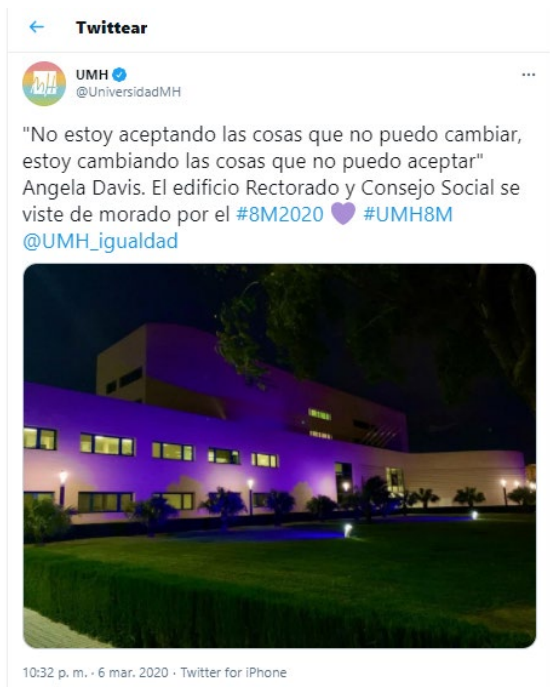 ← Twittear
UMH
@UniversidadMH
"No estoy aceptando las cosas que no puedo cambiar,
estoy cambiando las cosas que no puedo aceptar"
Angela Davis. El edificio Rectorado y Consejo Social se
viste de morado por el #8M2020 💜 #UMH8M
@UMH_igualdad
10:32 p. m. · 6 mar. 2020 · Twitter for iPhone